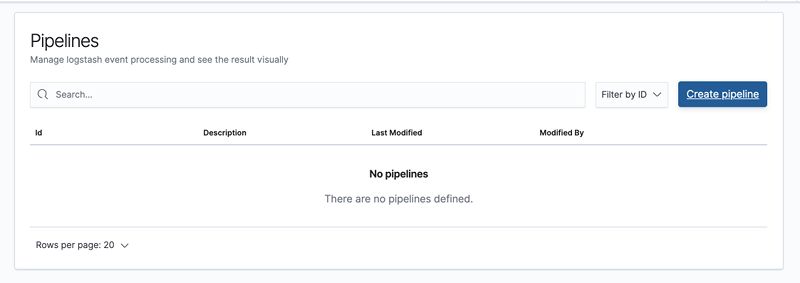 Pipelines
Manage logstash event processing and see the result visually
Search...
Filter by ID
Create pipeline
Id Description Last Modified Modified By
No pipelines
There are no pipelines defined.
Rows per page: 20